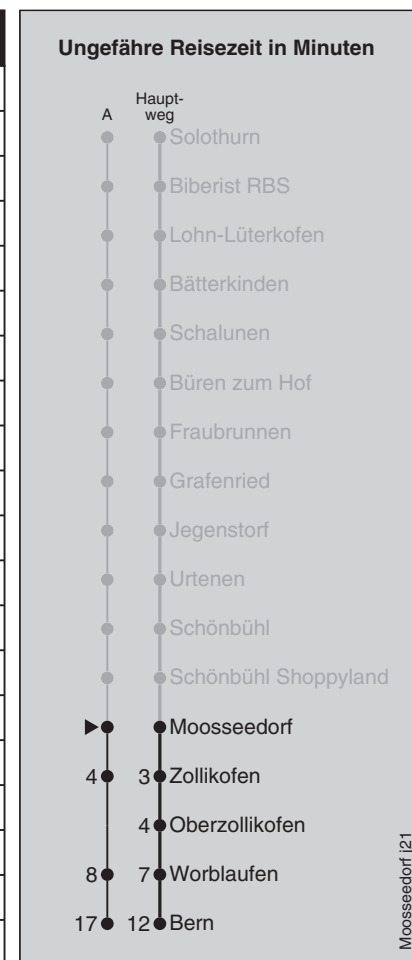 Ungefähre Reisezeit in Minuten
A Haupt-
weg
Solothurn
Biberist RBS
Lohn-Lüterkofen
Bätterkinden
Schalunen
Büren zum Hof
Fraubrunnen
Grafenried
Jegenstorf
Urtenen
Schönbühl
Schönbühl Shoppyland
Moosseedorf
4 3 Zollikofen
4 Oberzollikofen
8 7 Worblaufen
17 12 Bern
Moosseedorf j21